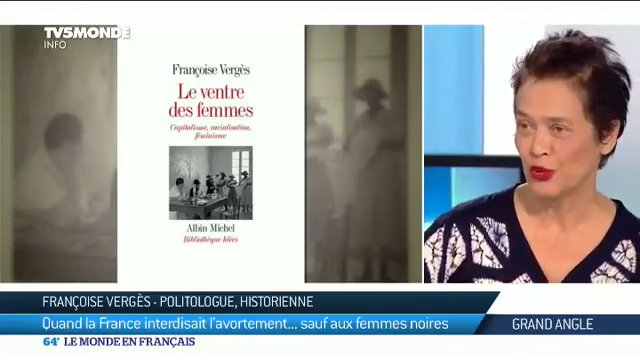 TV5MONDE
INFO
Françoise Vergès
Le ventre
des femmes
Capitalisme, racialisation,
féminisme
Albin Michel
Bibliothèque Idées
FRANÇOISE VERGÈS - POLITOLOGUE, HISTORIENNE
Quand la France interdisait l'avortement... sauf aux femmes noires
GRAND ANGLE
64' LE MONDE EN FRANÇAIS